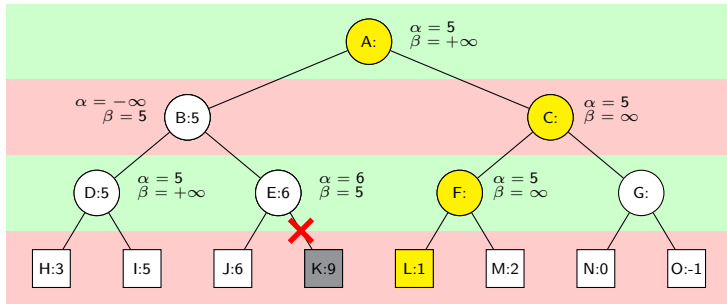 A:
α = 5
β = +∞
α = −∞
β = 5
B:5
C:
α = 5
β = ∞
D:5
α = 5
β = +∞
E:6
α = 6
β = 5
F:
α = 5
β = ∞
G:
H:3
I:5
J:6
K:9
L:1
M:2
N:0
O:-1